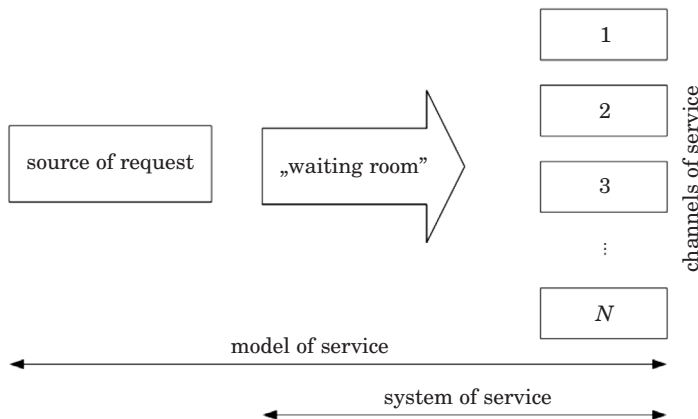 1
2
source of request
„waiting room”
3
channels of service
...
N
model of service
system of service